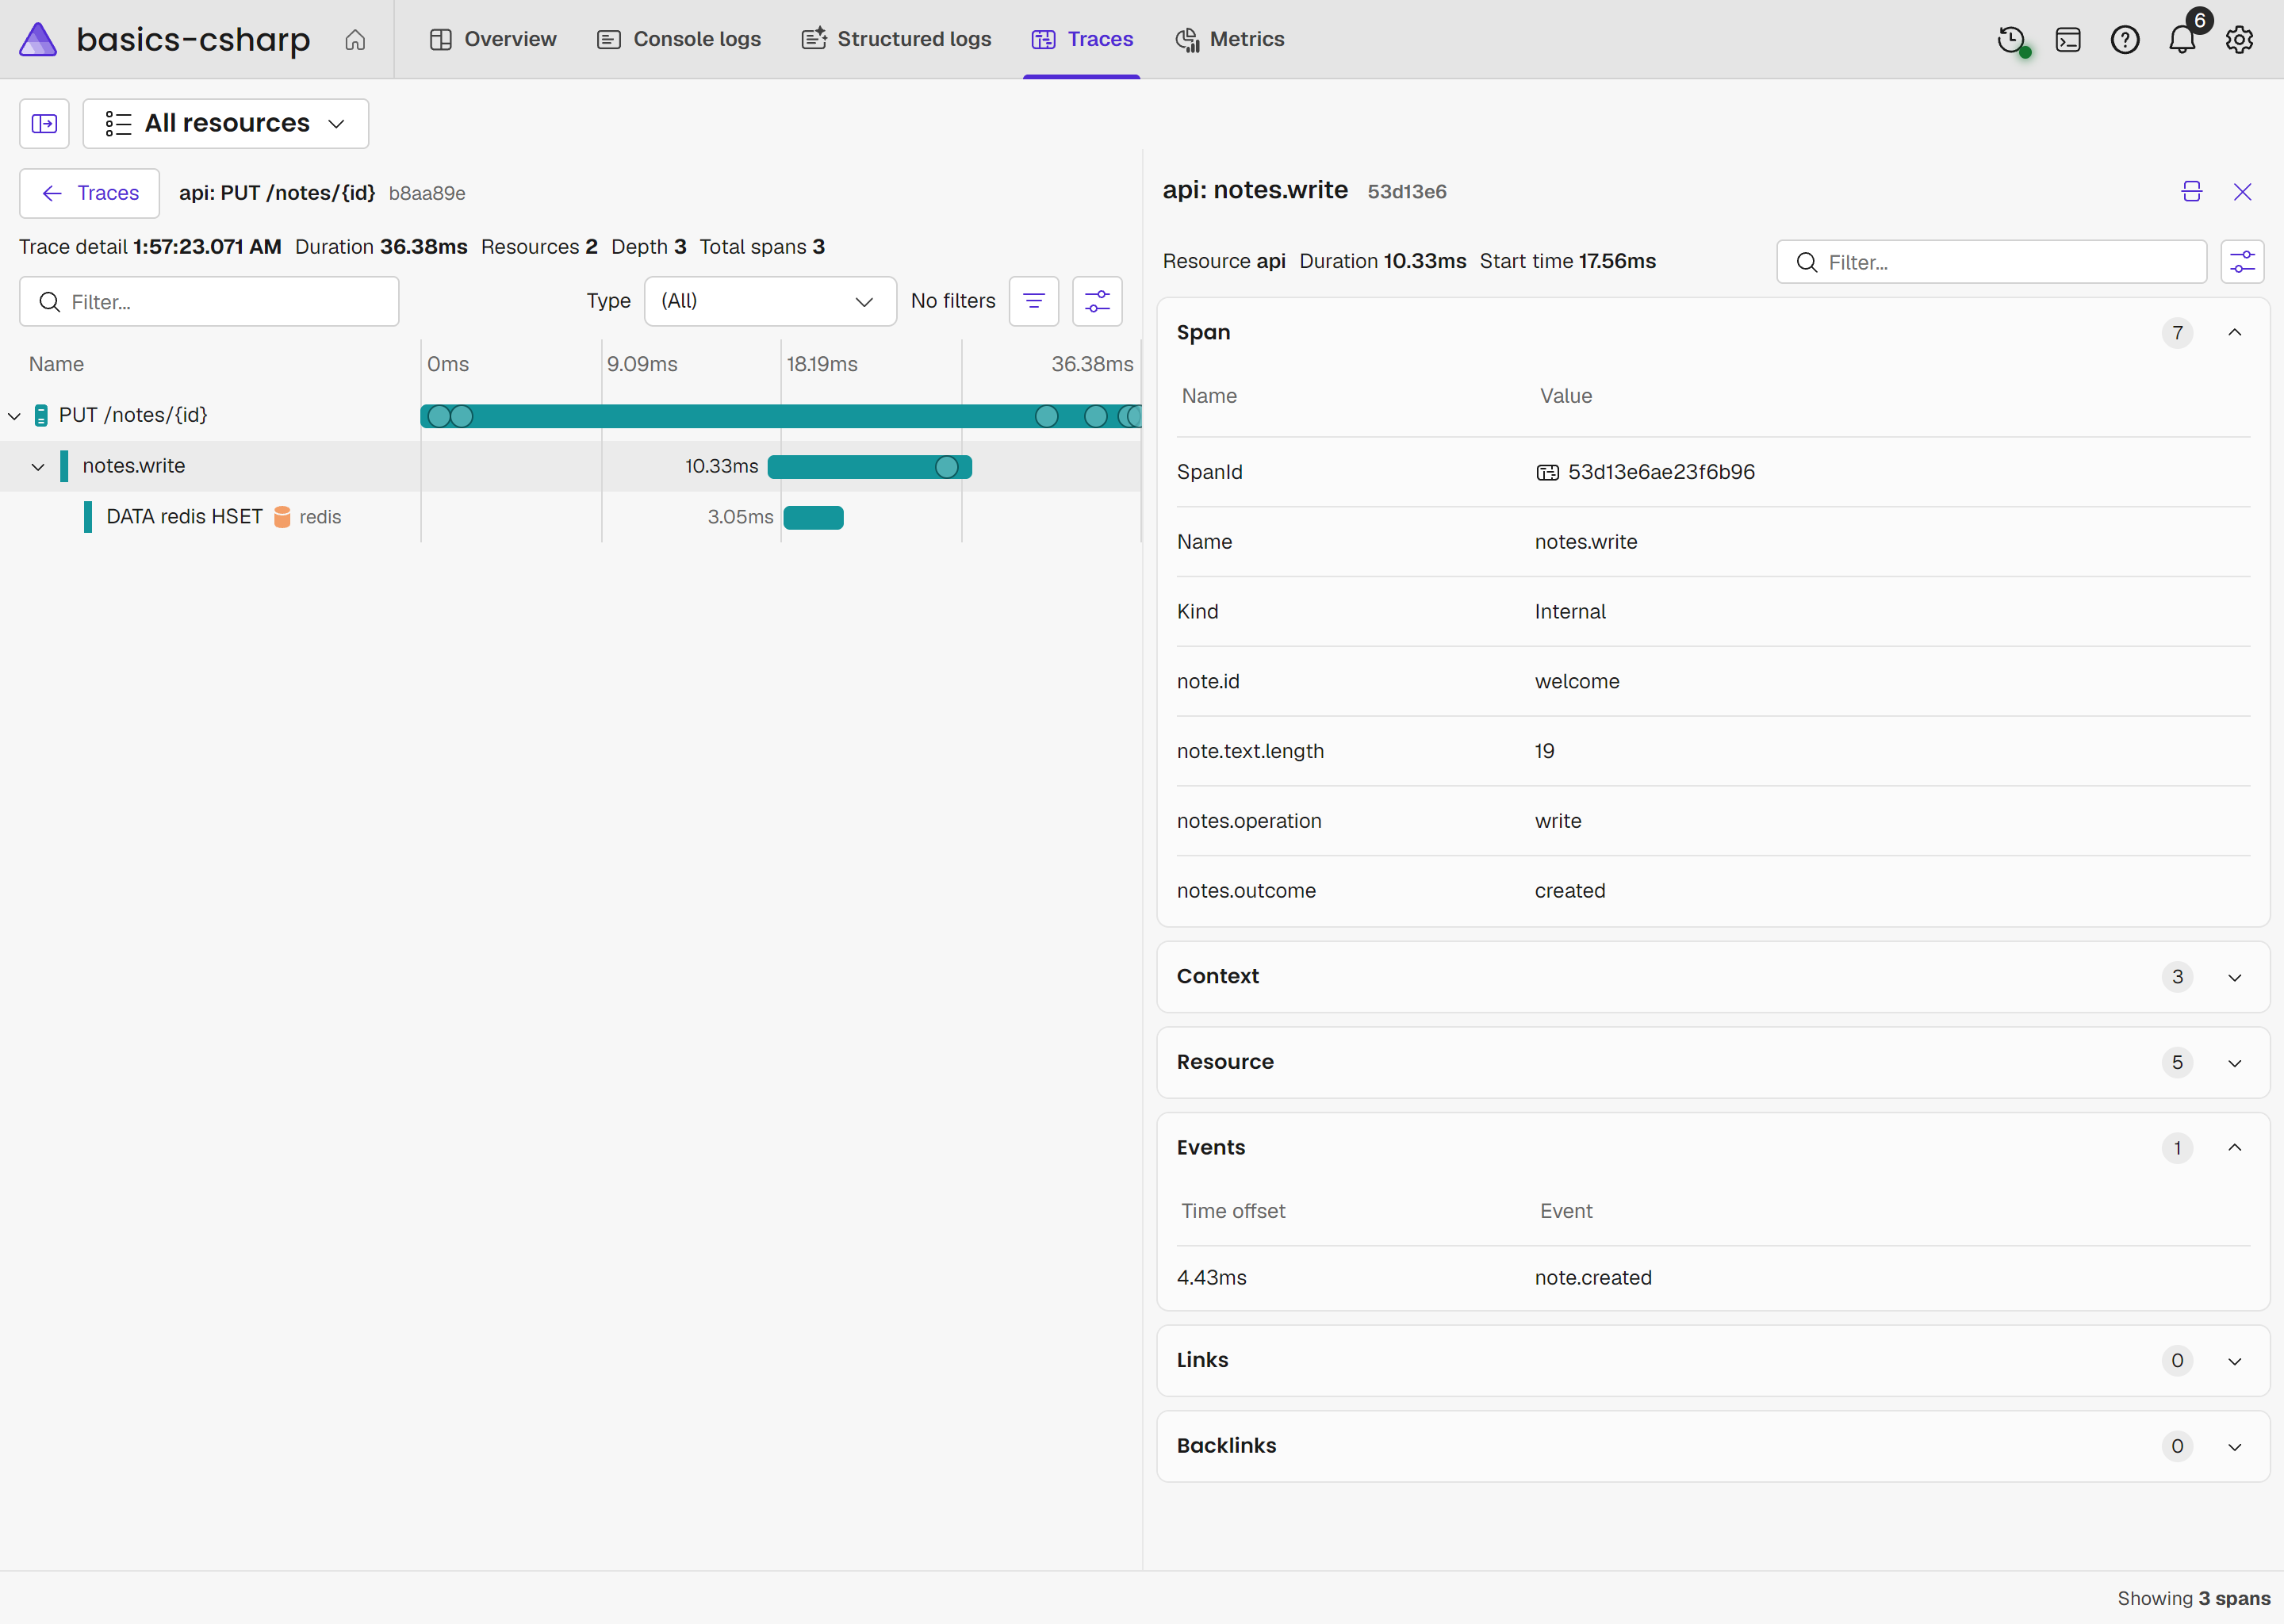 basics-csharp
Overview
Console logs
Structured logs
Traces
Metrics
6
All resources
Traces
api: PUT /notes/{id} b8aa89e
Trace detail 1:57:23.071 AM Duration 36.38ms Resources 2 Depth 3 Total spans 3
Filter...
Type
(All)
No filters
Name
0ms
9.09ms
18.19ms
36.38ms
PUT /notes/{id}
notes.write
10.33ms
DATA redis HSET redis
3.05ms
api: notes.write 53d13e6
Resource api Duration 10.33ms Start time 17.56ms
Filter...
Span
7
Name Value
SpanId 53d13e6ae23f6b96
Name notes.write
Kind Internal
note.id welcome
note.text.length 19
notes.operation write
notes.outcome created
Context
3
Resource
5
Events
1
Time offset Event
4.43ms note.created
Links
0
Backlinks
0
Showing 3 spans